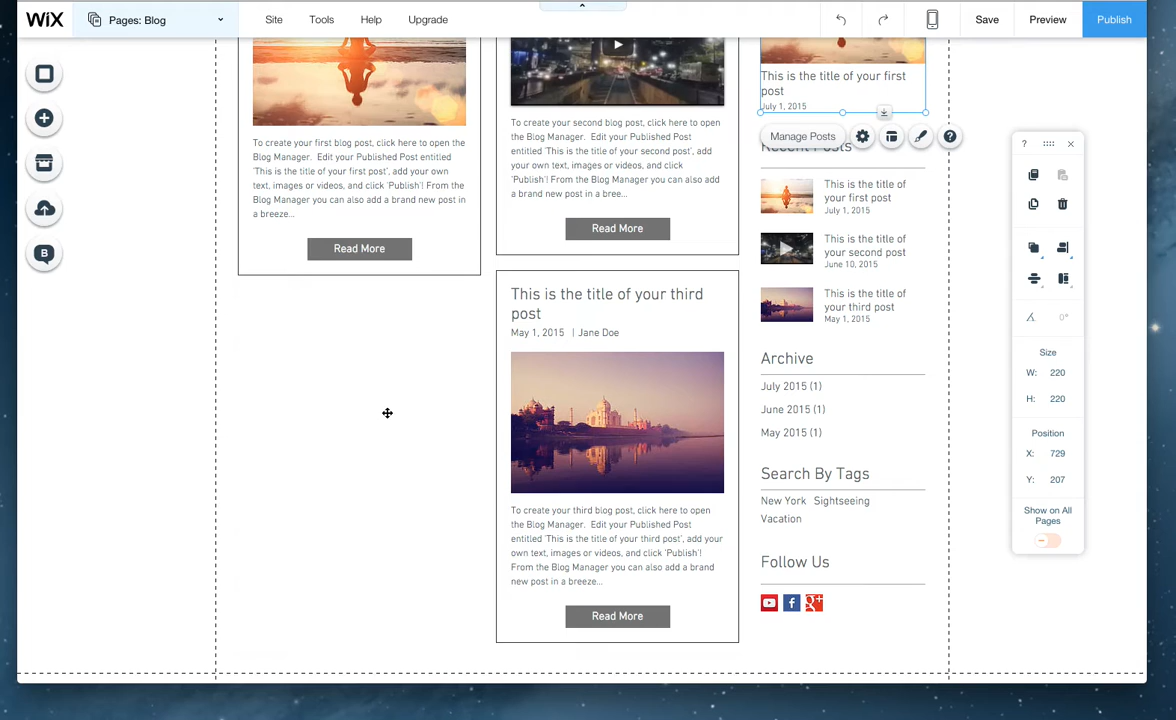 WiX
Pages: Blog
Site
Tools
Help
Upgrade
Save
Preview
Publish
B
To create your first blog post, click here to open
the Blog Manager. Edit your Published Post
entitled 'This is the title of your first post', add
your own text, images or videos, and click
'Publish'! From the Blog Manager you can also
add a brand new post in
a breeze...
Read More
To create your second blog post, click here to open
the Blog Manager. Edit your Published Post
entitled 'This is the title of your second post', add
your own text, images or videos, and click
'Publish'! From the Blog Manager you can also add
a brand new post in a bree...
Read More
This is the title of your third
post
May 1, 2015 | Jane Doe
To create your third blog post, click here to open
the Blog Manager. Edit your Published Post
entitled 'This is the title of your third post', add your
own text, images or videos, and click 'Publish'!
From the Blog Manager you can also add a brand
new post in a breeze...
Read More
This is the title of your first
post
July 1, 2015
Manage Posts
?
Recent Posts
This is the title of
your first post
July 1, 2015
This is the title of
your second post
June 10, 2015
This is the title of
your third post
May 1, 2015
Archive
July 2015 (1)
June 2015 (1)
May 2015 (1)
Search By Tags
New York Sightseeing
Vacation
Follow Us
f
g+
?
0°
Size
W: 220
H: 220
Position
X: 729
Y: 207
Show on All
Pages